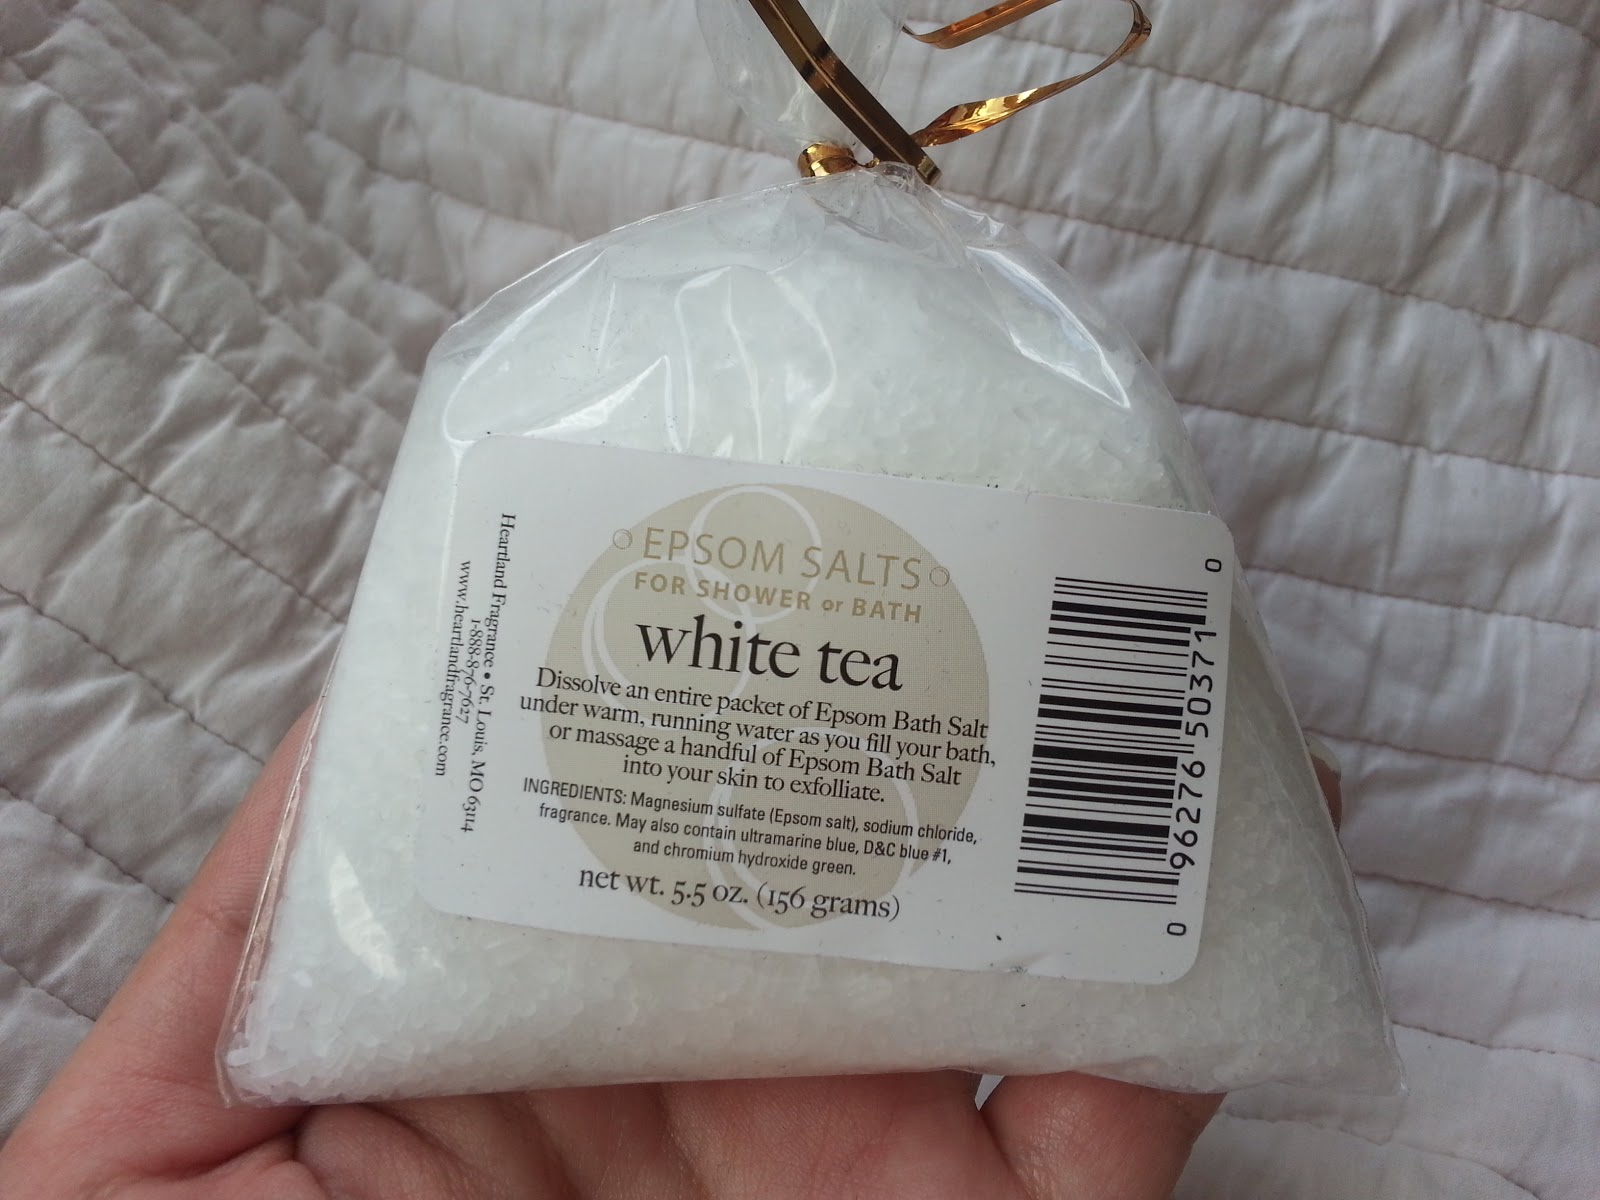 EPSOM SALTS
FOR SHOWER or BATH
white tea
Dissolve an entire packet of Epsom Bath Salt
under warm, running water as you fill your bath,
or massage a handful of Epsom Bath Salt
into your skin to exfolliate.
INGREDIENTS: Magnesium sulfate (Epsom salt), sodium chloride,
fragrance. May also contain ultramarine blue, D&C blue #1,
and chromium hydroxide green.
net wt. 5.5 oz. (156 grams)
Heartland Fragrance • St. Louis, MO 63114
1-888-876-7627
www.heartlandfragrance.com
0 96276 50371 0